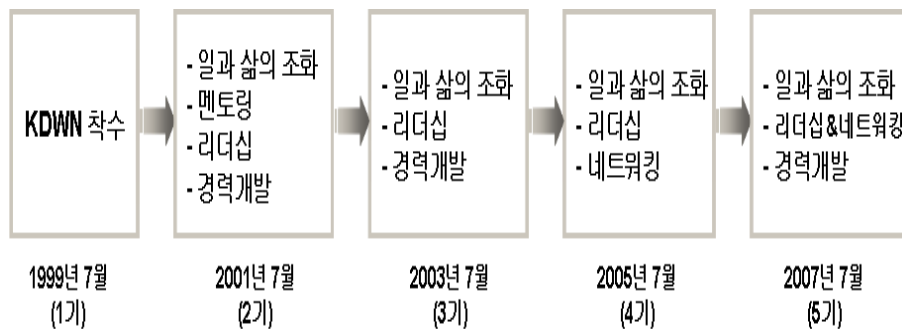 KDWN 착수
- 일과 삶의 조화
- 멘토링
- 리더십
- 경력개발
- 일과 삶의 조화
- 리더십
- 경력개발
- 일과 삶의 조화
- 리더십
- 네트워킹
- 일과 삶의 조화
- 리더십&네트워킹
- 경력개발
1999년 7월
(1기)
2001년 7월
(2기)
2003년 7월
(3기)
2005년 7월
(4기)
2007년 7월
(5기)